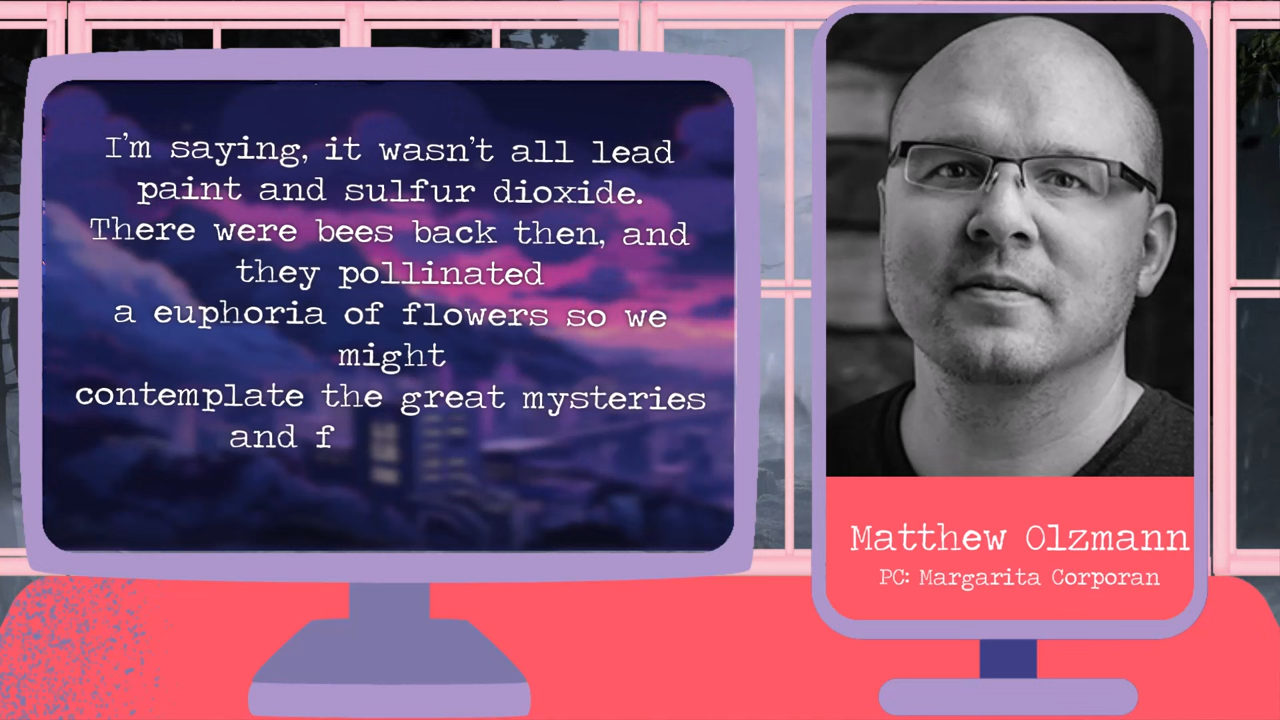 I'm saying, it wasn't all lead
paint and sulfur dioxide.
There were bees back then, and
they pollinated
a euphoria of flowers so we
might
contemplate the great mysteries
and f
Matthew Olzmann
PC: Margarita Corporan